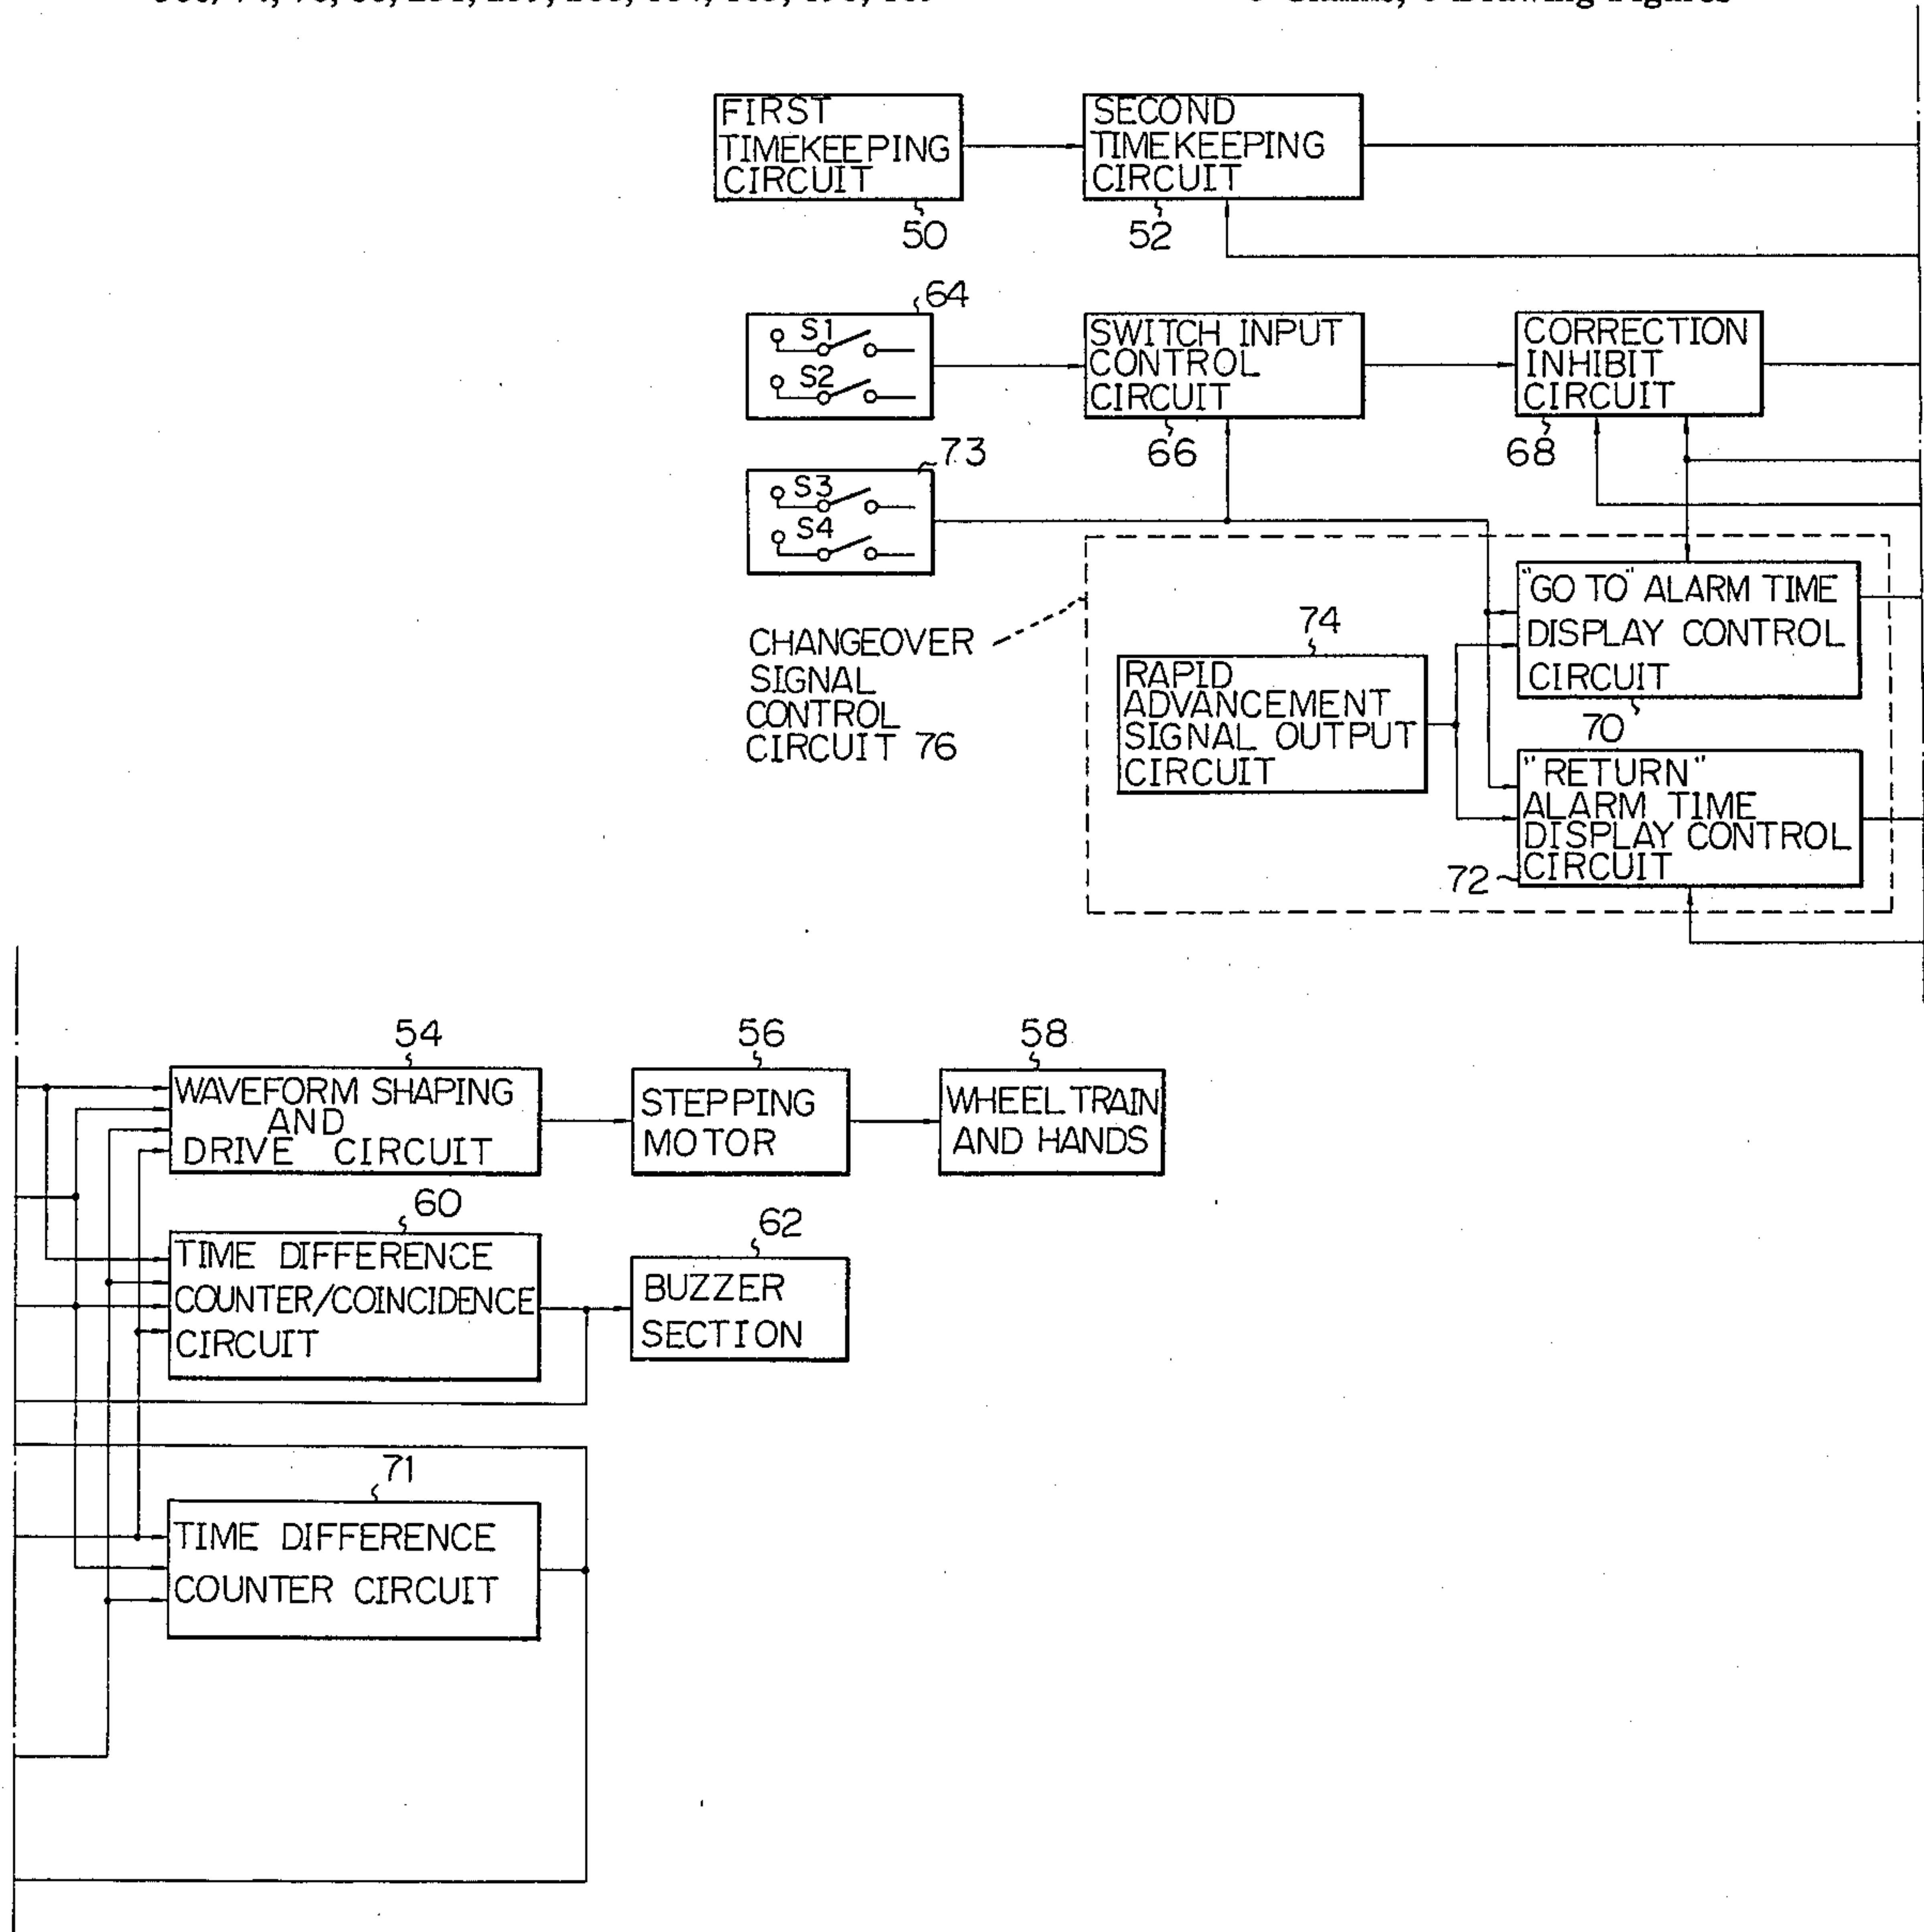 FIRST
TIMEKEEPING
CIRCUIT
50
SECOND
TIMEKEEPING
CIRCUIT
52
64
S1
S2
SWITCH INPUT
CONTROL
CIRCUIT
66
CORRECTION
INHIBIT
CIRCUIT
68
73
S3
S4
CHANGEOVER
SIGNAL
CONTROL
CIRCUIT 76
74
RAPID
ADVANCEMENT
SIGNAL OUTPUT
CIRCUIT
"GO TO" ALARM TIME
DISPLAY CONTROL
CIRCUIT
70
"RETURN"
ALARM TIME
DISPLAY CONTROL
CIRCUIT
72
54
WAVEFORM SHAPING
AND
DRIVE CIRCUIT
56
STEPPING
MOTOR
58
WHEEL TRAIN
AND HANDS
60
TIME DIFFERENCE
COUNTER/COINCIDENCE
CIRCUIT
62
BUZZER
SECTION
71
TIME DIFFERENCE
COUNTER CIRCUIT